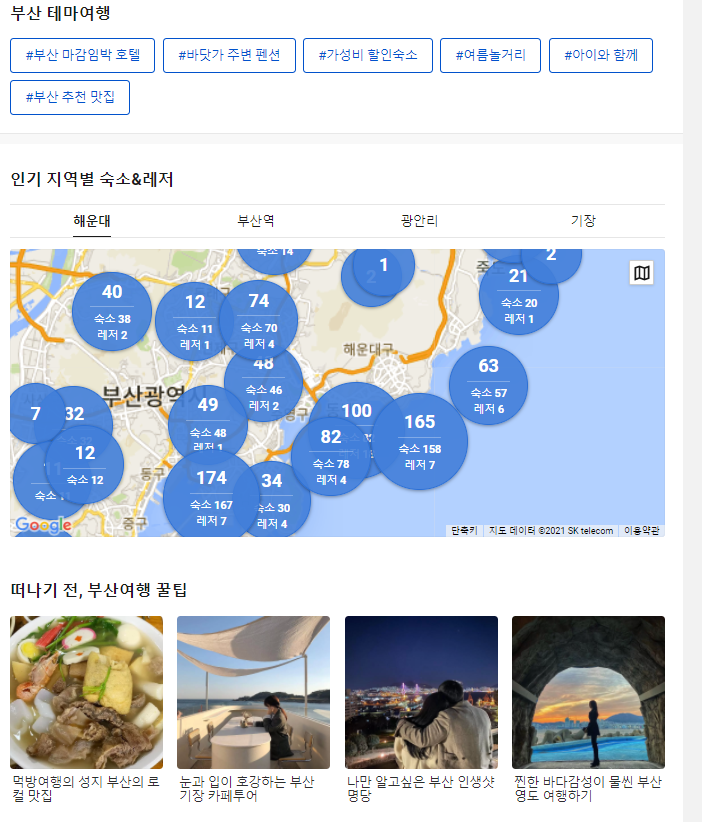 부산 테마여행
#부산 마감임박 호텔
#바닷가 주변 펜션
#가성비 할인숙소
#여름놀거리
#아이와 함께
#부산 추천 맛집
인기 지역별 숙소&레저
해운대
부산역
광안리
기장
숙소 14
1
2
2
40
숙소 38
레저 2
12
숙소 11
레저 1
74
숙소 70
레저 4
21
숙소 20
레저 1
해운대구
48
숙소 46
레저 2
63
숙소 57
레저 6
부산광역시
7
32
49
숙소 48
레저 1
100
165
숙소 158
레저 7
82
숙소 78
레저 4
12
숙소 12
11
숙소 11
동구
174
숙소 167
레저 7
34
숙소 30
레저 4
중구
Google
단축키
지도 데이터 ©2021 SK telecom
이용약관
떠나기 전, 부산여행 꿀팁
먹방여행의 성지 부산의 로
컬 맛집
눈과 입이 호강하는 부산
기장 카페투어
나만 알고싶은 부산 인생샷
명당
찐한 바다감성이 물씬 부산
영도 여행하기